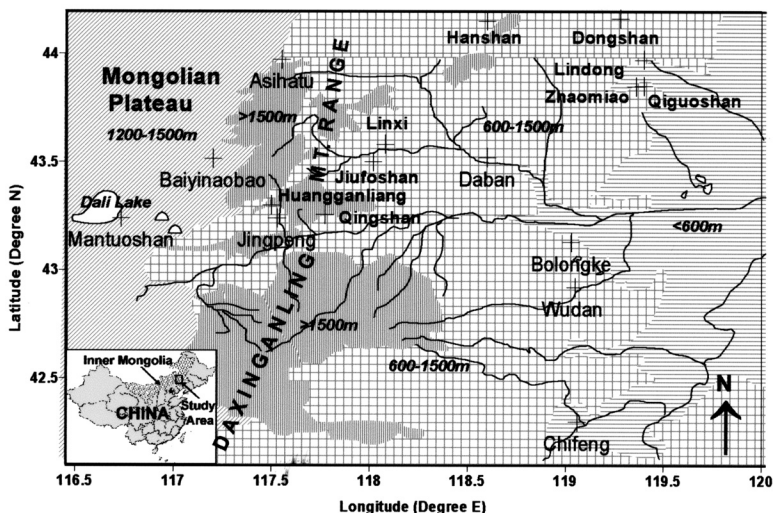 44
43.5
43
42.5
Latitude (Degree N)
116.5
117
117.5
118
118.5
119
119.5
120
Longitude (Degree E)
Mongolian
Plateau
1200-1500m
Asihatu
>1500m
MT. RANGE
Hanshan
Dongshan
Lindong
Zhaomiao
Qiguoshan
Linxi
600-1500m
Baiyinaobao
Jiufoshan
Daban
Dali Lake
Huangganliang
Qingshan
Mantuoshan
Jingpeng
<600m
Bolongke
Wudan
DAXINGANLING
>1500m
600-1500m
Chifeng
N
Inner Mongolia
CHINA
Study
Area